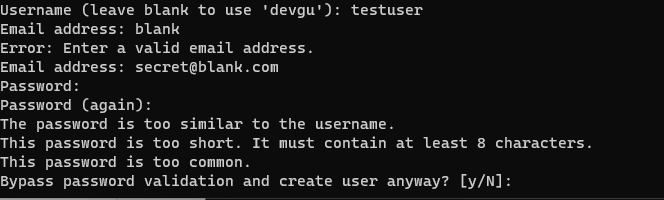 Username (leave blank to use 'devgu'): testuser
Email address: blank
Error: Enter a valid email address.
Email address: secret@blank.com
Password:
Password (again):
The password is too similar to the username.
This password is too short. It must contain at least 8 characters.
This password is too common.
Bypass password validation and create user anyway? [y/N]: